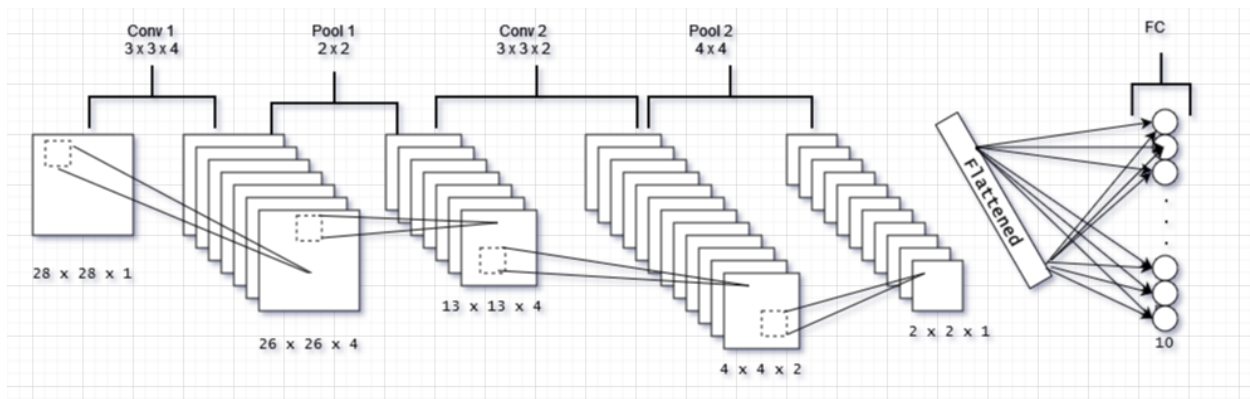 Conv 1
3 x 3 x 4
Pool 1
2 x 2
Conv 2
3 x 3 x 2
Pool 2
4 x 4
FC
28 x 28 x 1
26 x 26 x 4
13 x 13 x 4
4 x 4 x 2
2 x 2 x 1
Flattened
10